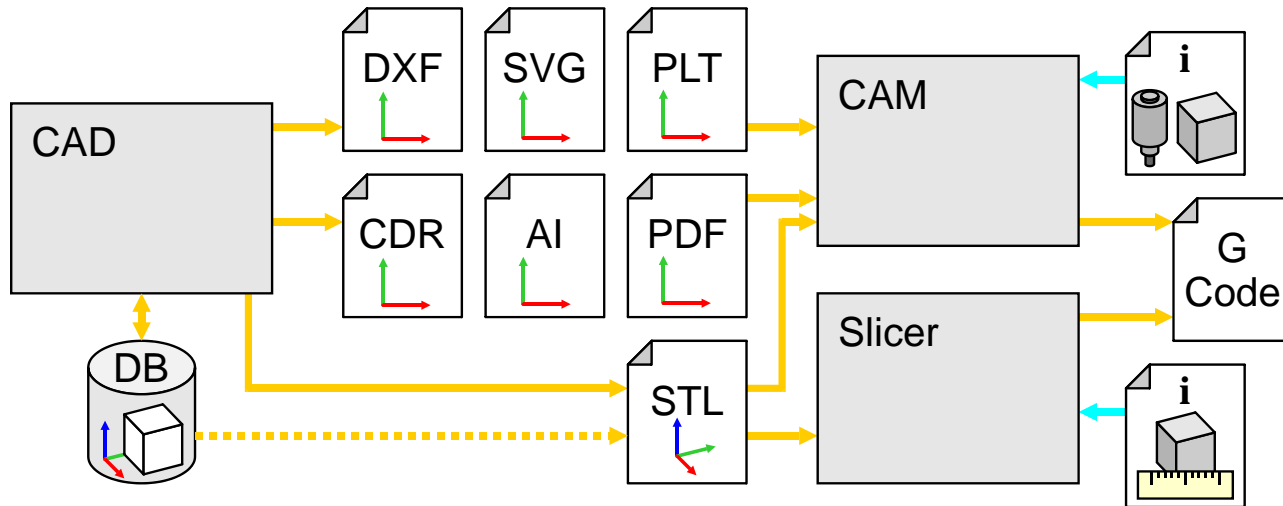 DXF
SVG
PLT
CAM
i
CAD
CDR
AI
PDF
G
Code
Slicer
DB
STL
i